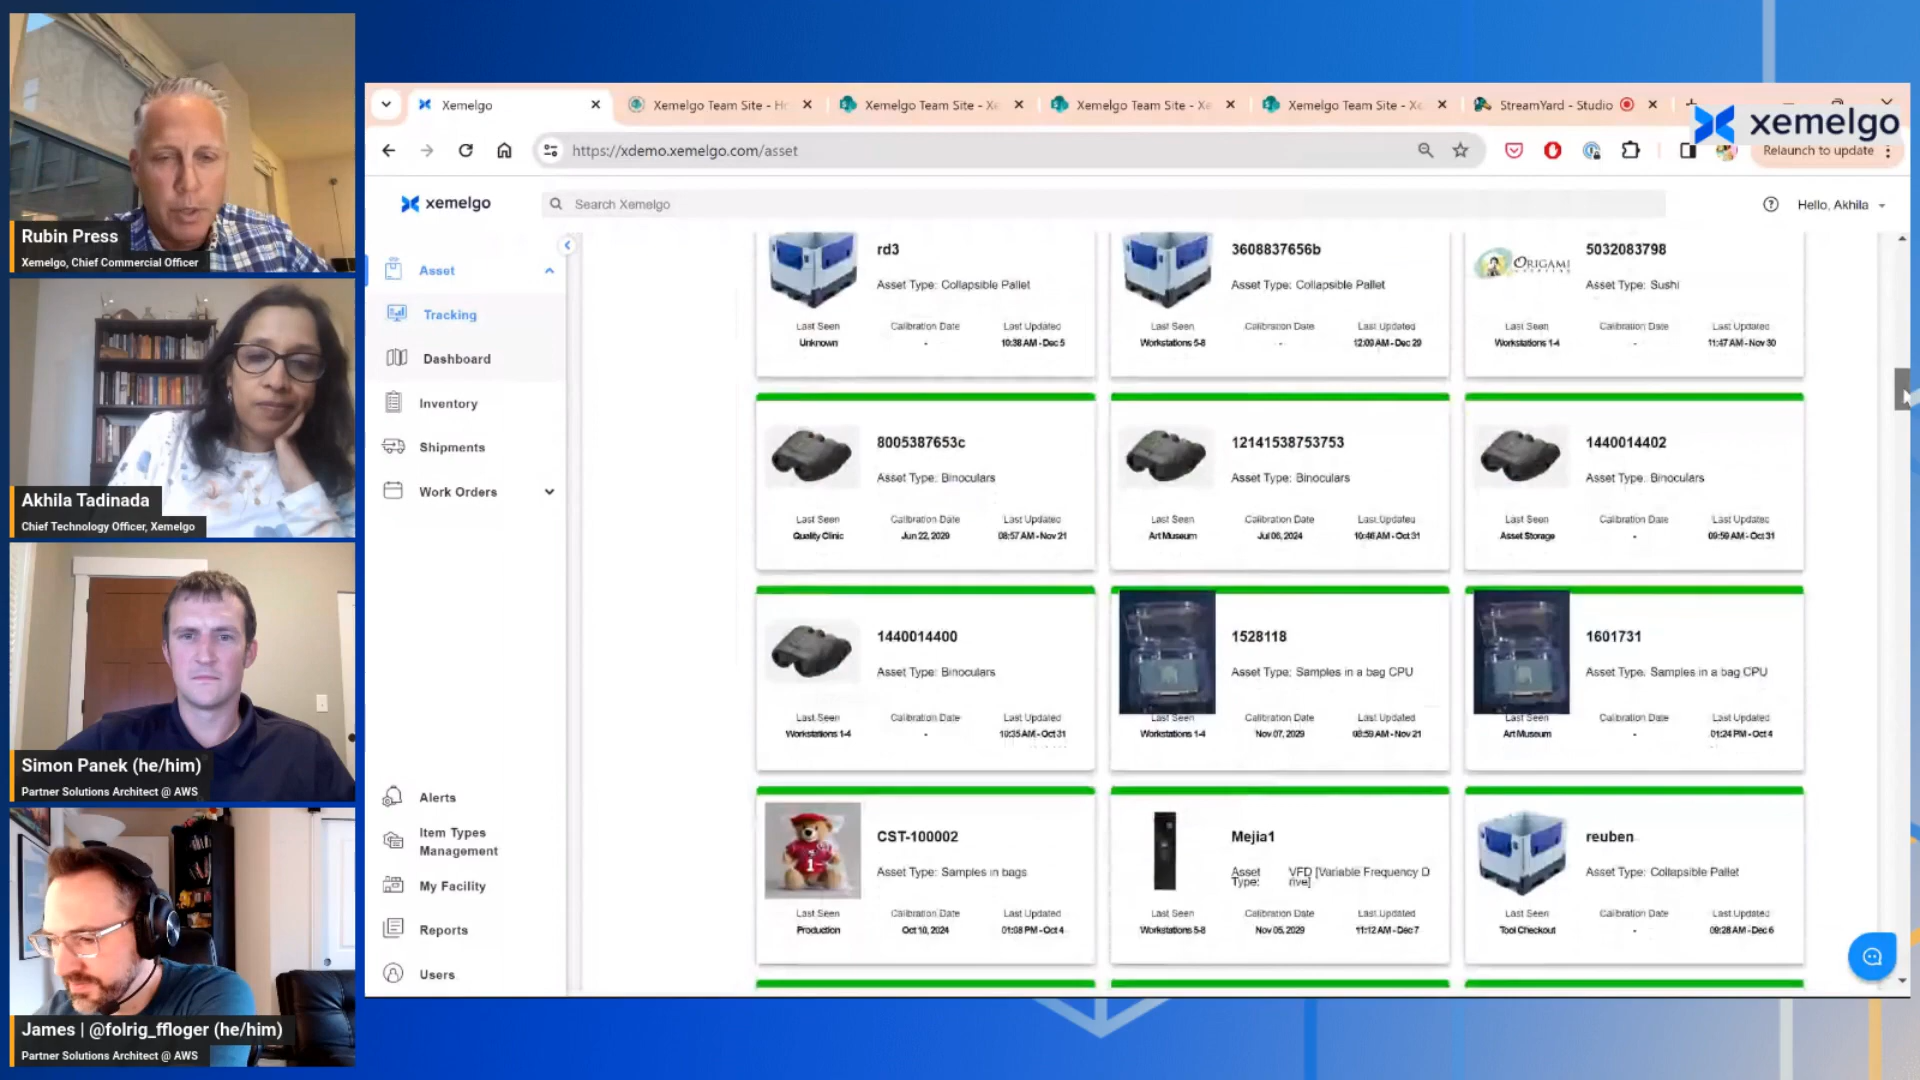 Rubin Press
Xemelgo, Chief Commercial Officer
Akhila Tadinada
Chief Technology Officer, Xemelgo
Simon Panek (he/him)
Partner Solutions Architect @ AWS
James | @folrig_ffloger (he/him)
Partner Solutions Architect @ AWS
Xemelgo
Xemelgo Team Site - Ho
Xemelgo Team Site - Xe
Xemelgo Team Site - Xe
Xemelgo Team Site - Xe
StreamYard - Studio
xemelgo
https://xdemo.xemelgo.com/asset
Relaunch to update
xemelgo
Search Xemelgo
Hello, Akhila
Asset
Tracking
Dashboard
Inventory
Shipments
Work Orders
Alerts
Item Types
Management
My Facility
Reports
Users
rd3
Asset Type: Collapsible Pallet
Last Seen Calibration Date Last Updated
Unknown - 10:38 AM - Dec 5
3608837656b
Asset Type: Collapsible Pallet
Last Seen Calibration Date Last Updated
Workstations 5-8 - 12:09 AM - Dec 29
ORIGAMI
5032083798
Asset Type: Sushi
Last Seen Calibration Date Last Updated
Workstations 1-4 - 11:47 AM - Nov 30
8005387653c
Asset Type: Binoculars
Last Seen Calibration Date Last Updated
Quality Clinic Jun 22, 2029 08:57 AM - Nov 21
12141538753753
Asset Type: Binoculars
Last Seen Calibration Date Last Updated
Art Museum Jul 06, 2024 10:46 AM - Oct 31
1440014402
Asset Type: Binoculars
Last Seen Calibration Date Last Updated
Asset Storage - 09:59 AM - Oct 31
1440014400
Asset Type: Binoculars
Last Seen Calibration Date Last Updated
Workstations 1-4 - 10:35 AM - Oct 31
1528118
Asset Type: Samples in a bag CPU
Last Seen Calibration Date Last Updated
Workstations 1-4 Nov 07, 2029 08:59 AM - Nov 21
1601731
Asset Type: Samples in a bag CPU
Last Seen Calibration Date Last Updated
Art Museum - 01:24 PM - Oct 4
1
CST-100002
Asset Type: Samples in bags
Last Seen Calibration Date Last Updated
Production Oct 10, 2024 01:08 PM - Oct 4
Mejia1
Asset Type: VFD [Variable Frequency D
rive]
Last Seen Calibration Date Last Updated
Workstations 5-8 Nov 05, 2029 11:12 AM - Dec 7
reuben
Asset Type: Collapsible Pallet
Last Seen Calibration Date Last Updated
Tool Checkout - 09:28 AM - Dec 6